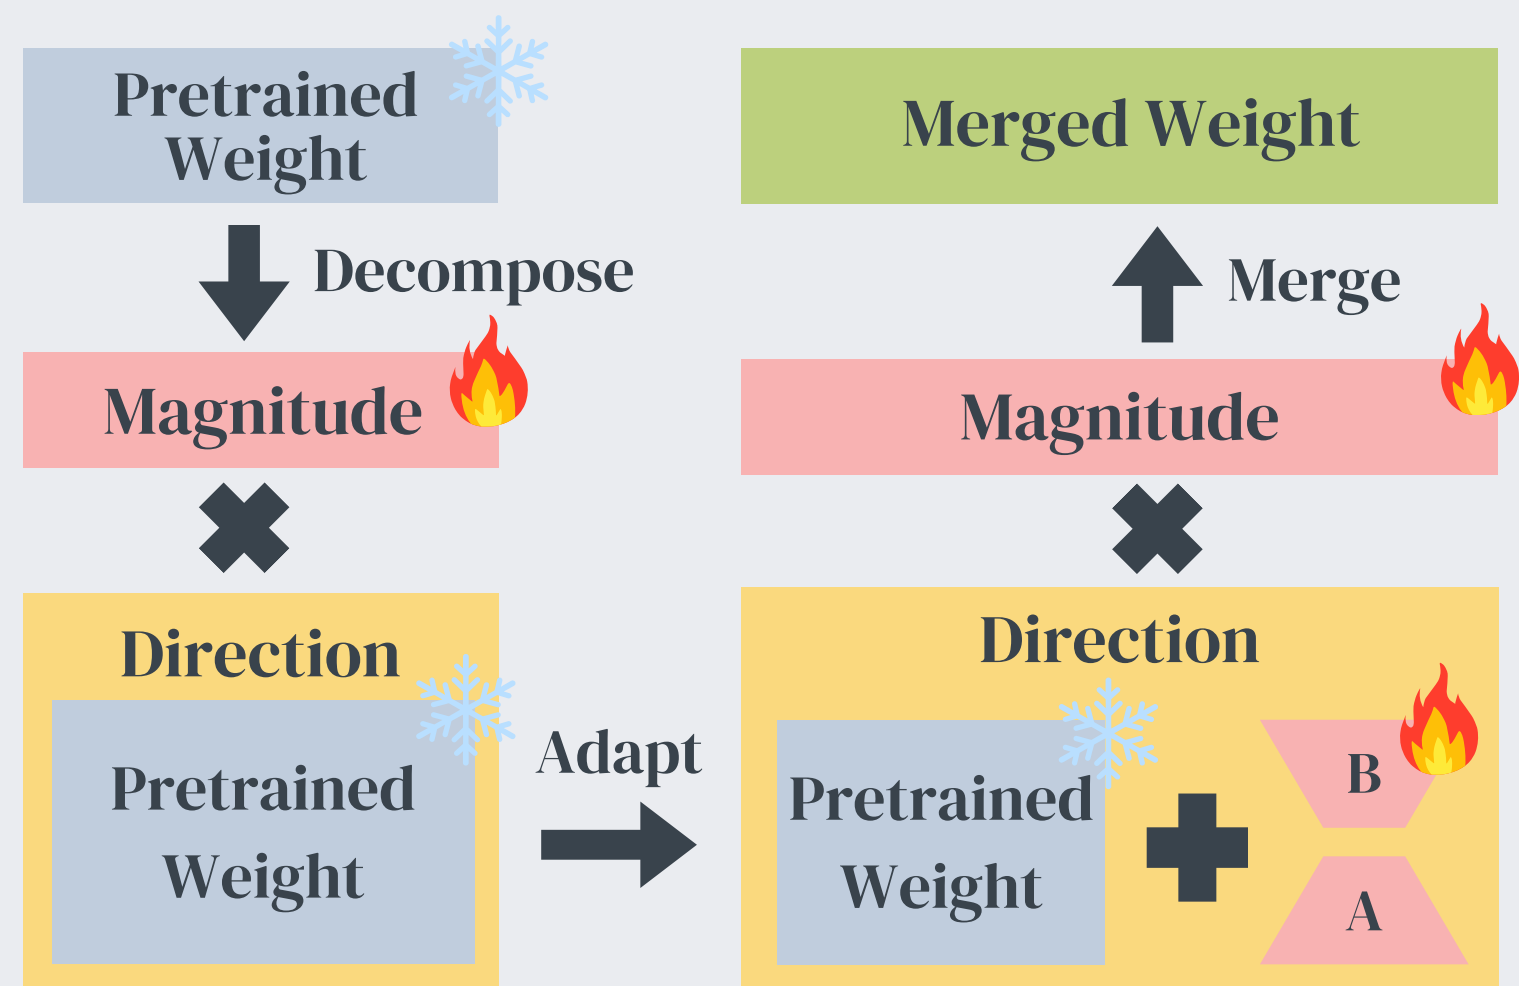 Pretrained
Weight
Decompose
Magnitude
Direction
Pretrained
Weight
Adapt
Merged Weight
Merge
Magnitude
Direction
Pretrained
Weight
B
A